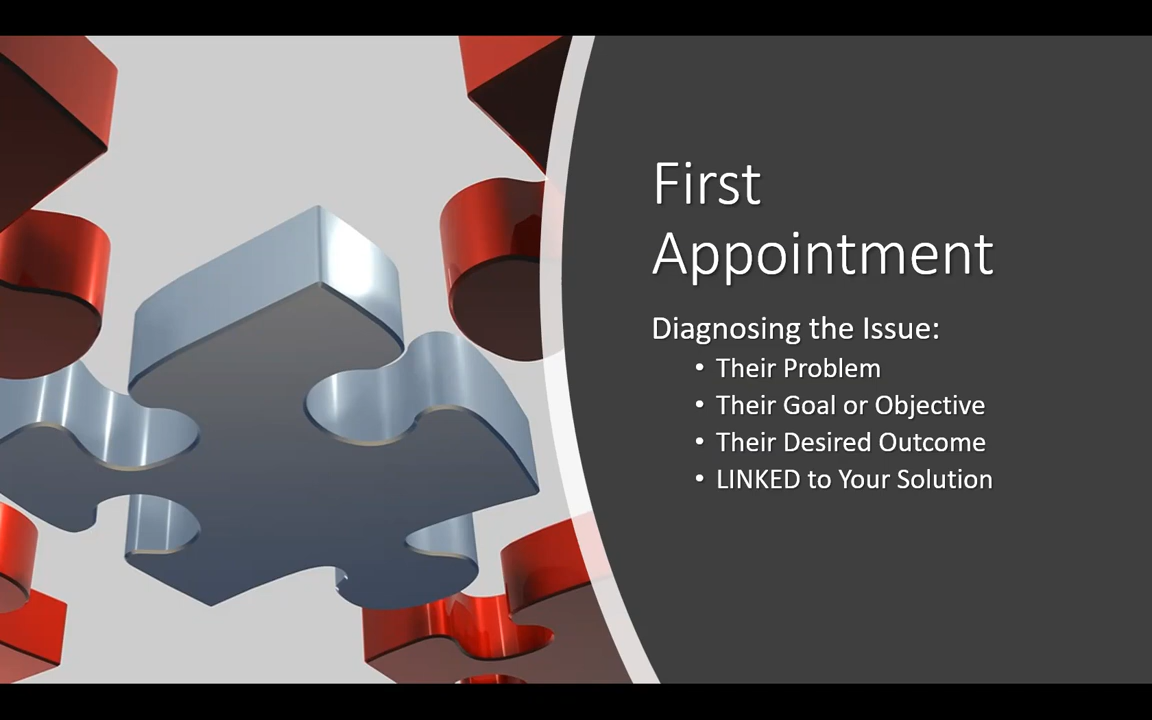 First
Appointment
Diagnosing the Issue:
• Their Problem
• Their Goal or Objective
• Their Desired Outcome
• LINKED to Your Solution